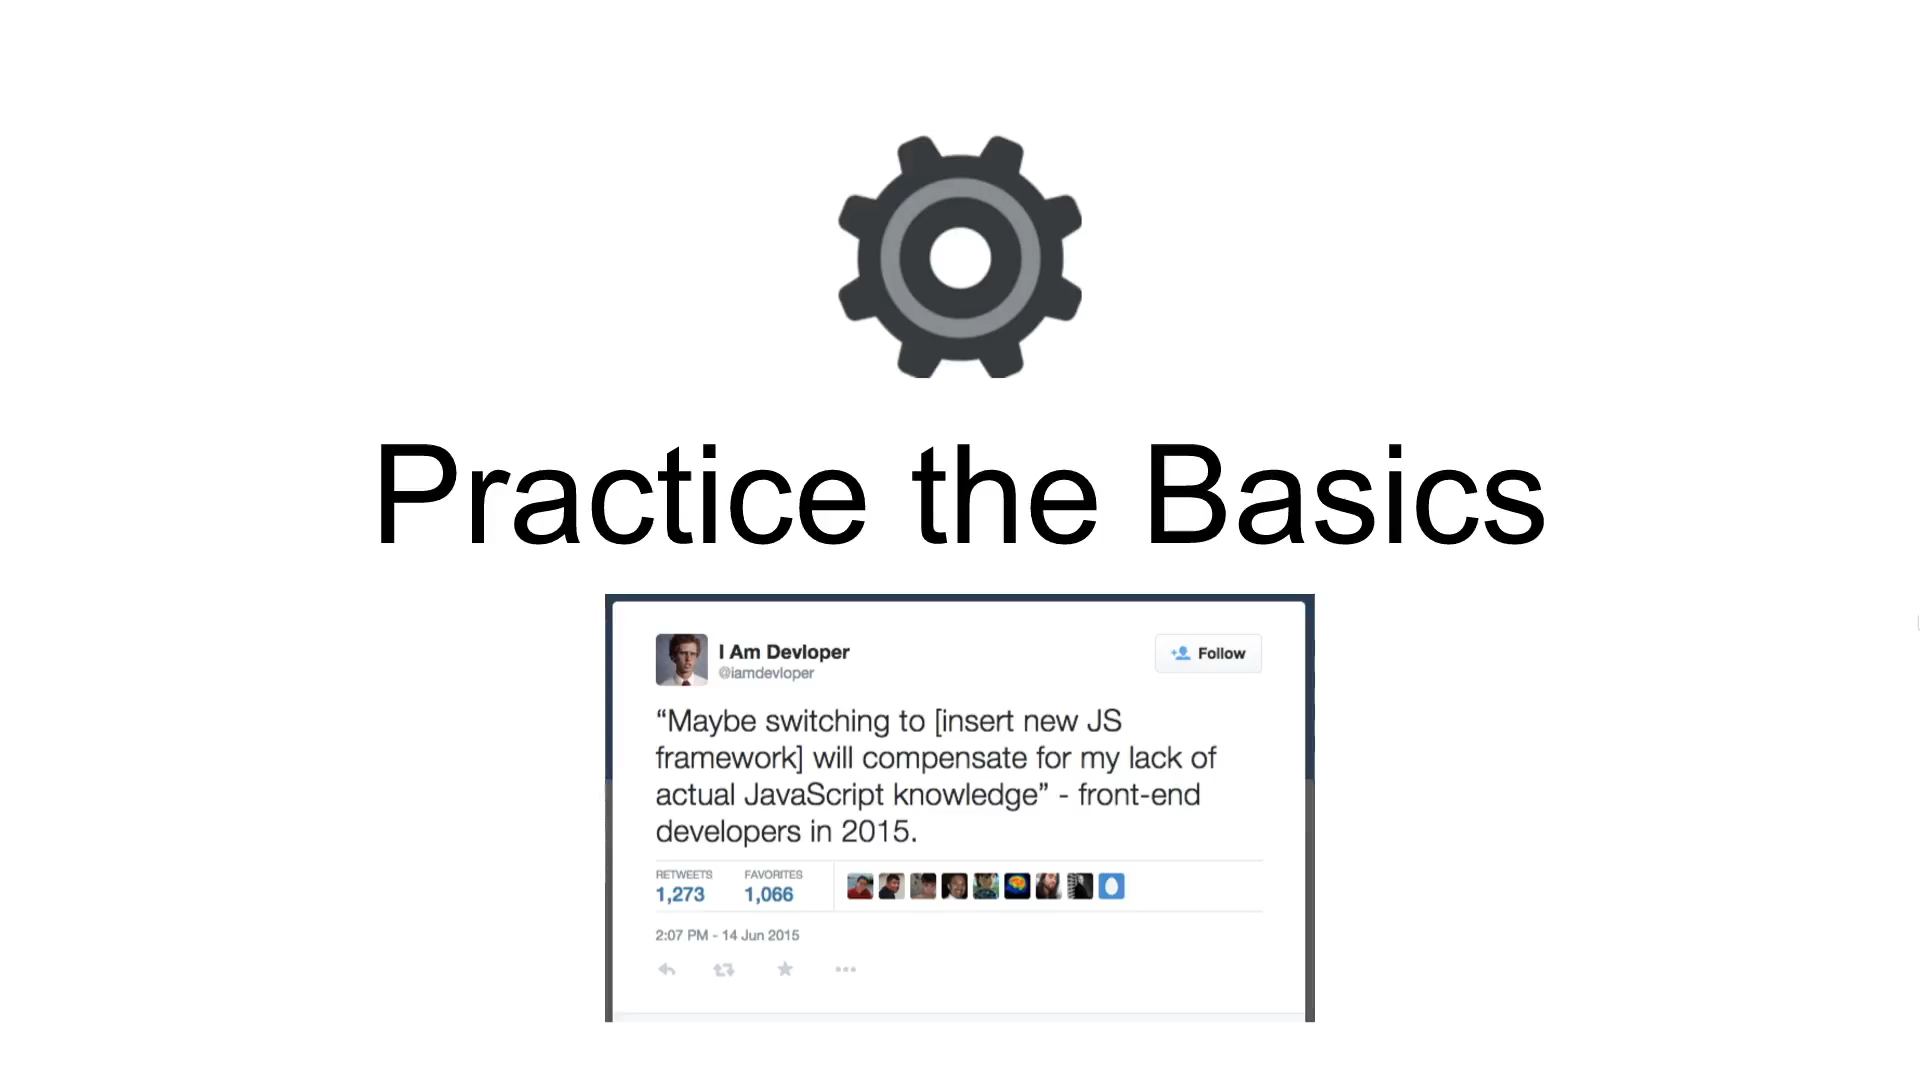 Practice the Basics
I Am Devloper
@iamdevloper
Follow
“Maybe switching to [insert new JS
framework] will compensate for my lack of
actual JavaScript knowledge” - front-end
developers in 2015.
RETWEETS FAVORITES
1,273 1,066
2:07 PM - 14 Jun 2015